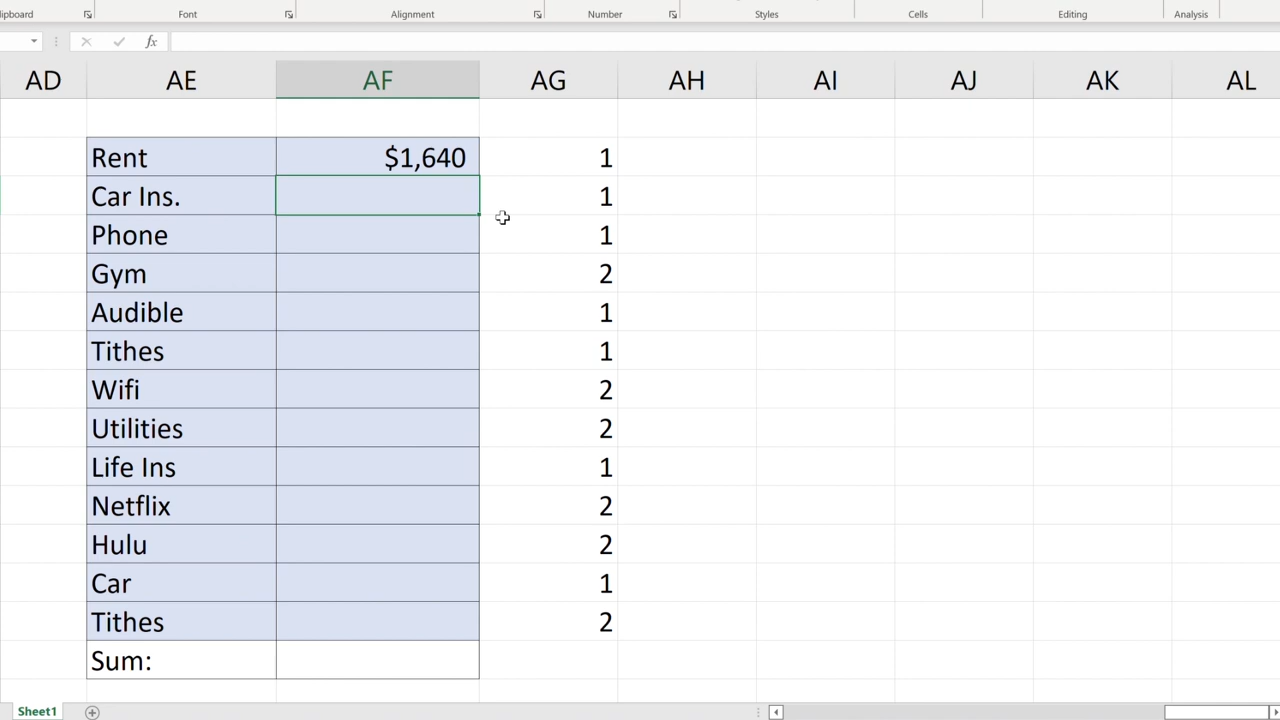 lipboard Font Alignment Number Styles Cells Editing Analysis
fx
AD AE AF AG AH AI AJ AK AL
Rent $1,640 1
Car Ins. 1
Phone 1
Gym 2
Audible 1
Tithes 1
Wifi 2
Utilities 2
Life Ins 1
Netflix 2
Hulu 2
Car 1
Tithes 2
Sum:
Sheet1